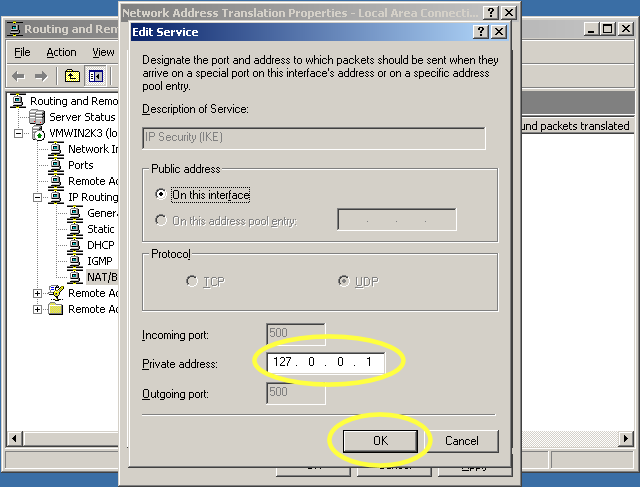 Network Address Translation Properties - Local Area Connecti...
Routing and Rem
Edit Service
File Action View
Designate the port and address to which packets should be sent when they
arrive on a special port on this interface's address or on a specific address
pool entry.
Description of Service:
IP Security (IKE)
Public address
On this interface
On this address pool entry:
Protocol
TCP UDP
Incoming port: 500
Private address: 127 . 0 . 0 . 1
Outgoing port: 500
OK Cancel
Routing and Remo
Server Status
VMWIN2K3 (lo
Network In
Ports
Remote Ac
IP Routing
Genera
Static
DHCP
IGMP
NAT/B
Remote Ac
Remote Ac
und packets translated
OK Cancel Apply